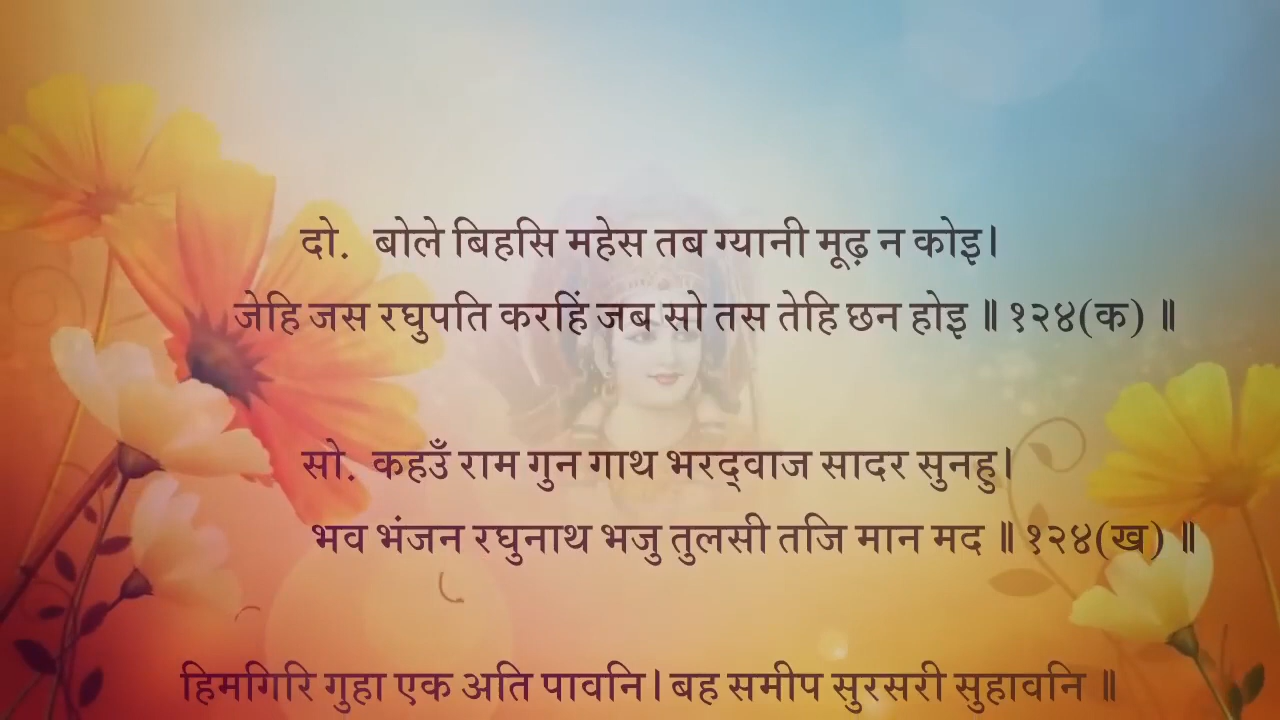 दो. बोले बिहसि महेस तब ग्यानी मूढ़ न कोइ।
जेहि जस रघुपति करहिं जब सो तस तेहि छन होइ ॥ १२४(क) ॥
सो. कहउँ राम गुन गाथ भरद्वाज सादर सुनहु।
भव भंजन रघुनाथ भजु तुलसी तजि मान मद ॥ १२४(ख) ॥
हिमगिरि गुहा एक अति पावनि। बह समीप सुरसरी सुहावनि ॥